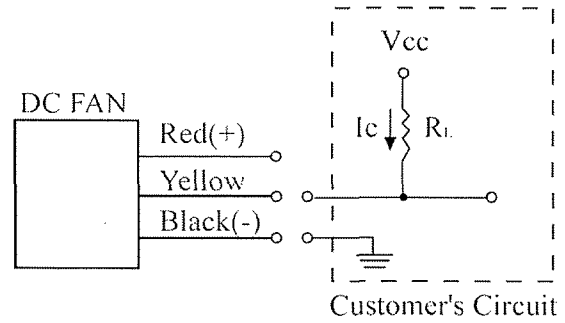 Vcc
DC FAN
Red(+)
Ic
RL
Yellow
Black(-)
Customer's Circuit